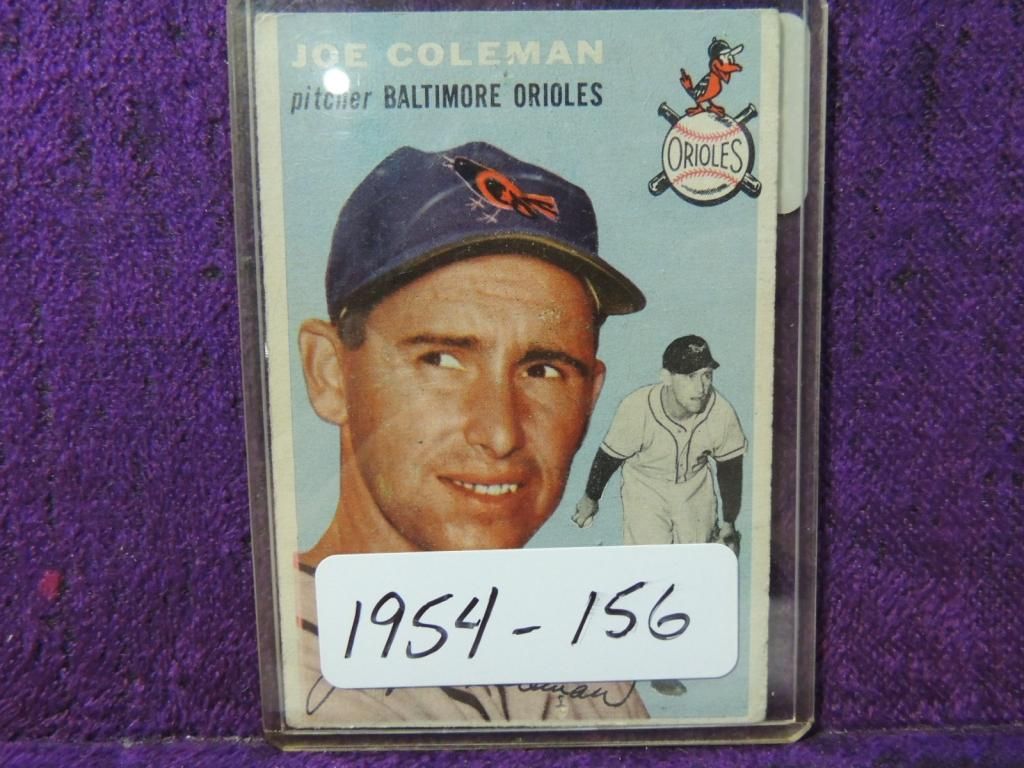 JOE COLEMAN
pitcher BALTIMORE ORIOLES
ORIOLES
1954 - 156